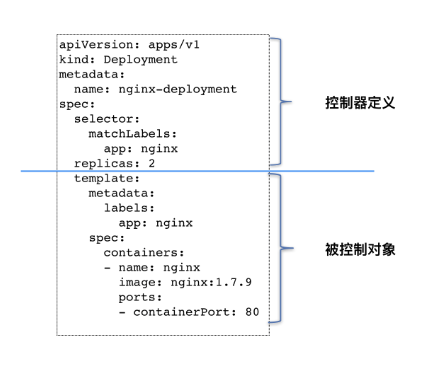 apiVersion: apps/v1
kind: Deployment
metadata:
  name: nginx-deployment
spec:
  selector:
    matchLabels:
      app: nginx
  replicas: 2
  template:
    metadata:
      labels:
        app: nginx
    spec:
      containers:
      - name: nginx
        image: nginx:1.7.9
        ports:
        - containerPort: 80
控制器定义
被控制对象